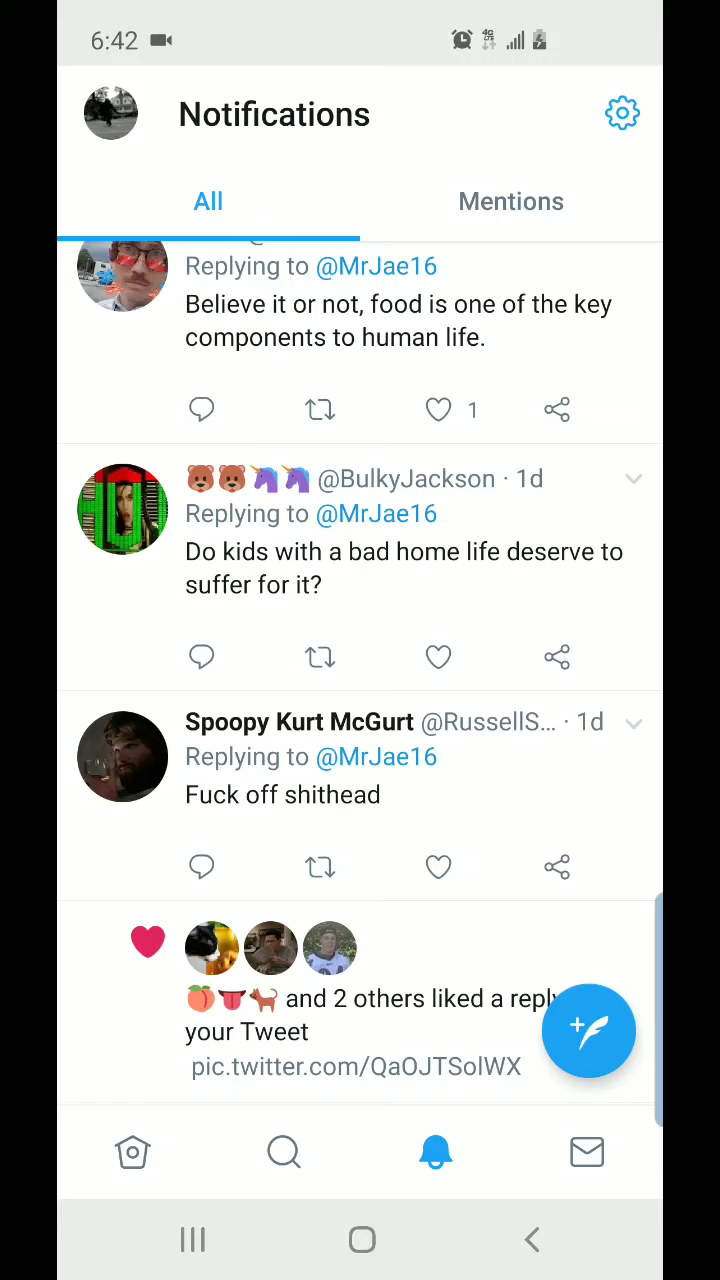 6:42
4G
LTE
Notifications
All
Mentions
Replying to @MrJae16
Believe it or not, food is one of the key
components to human life.
1
🐻🐻🦄🦄 @BulkyJackson · 1d
Replying to @MrJae16
Do kids with a bad home life deserve to
suffer for it?
Spoopy Kurt McGurt @RussellS... · 1d
Replying to @MrJae16
Fuck off shithead
🍑👅🐕 and 2 others liked a reply
your Tweet
pic.twitter.com/QaOJTSolWX